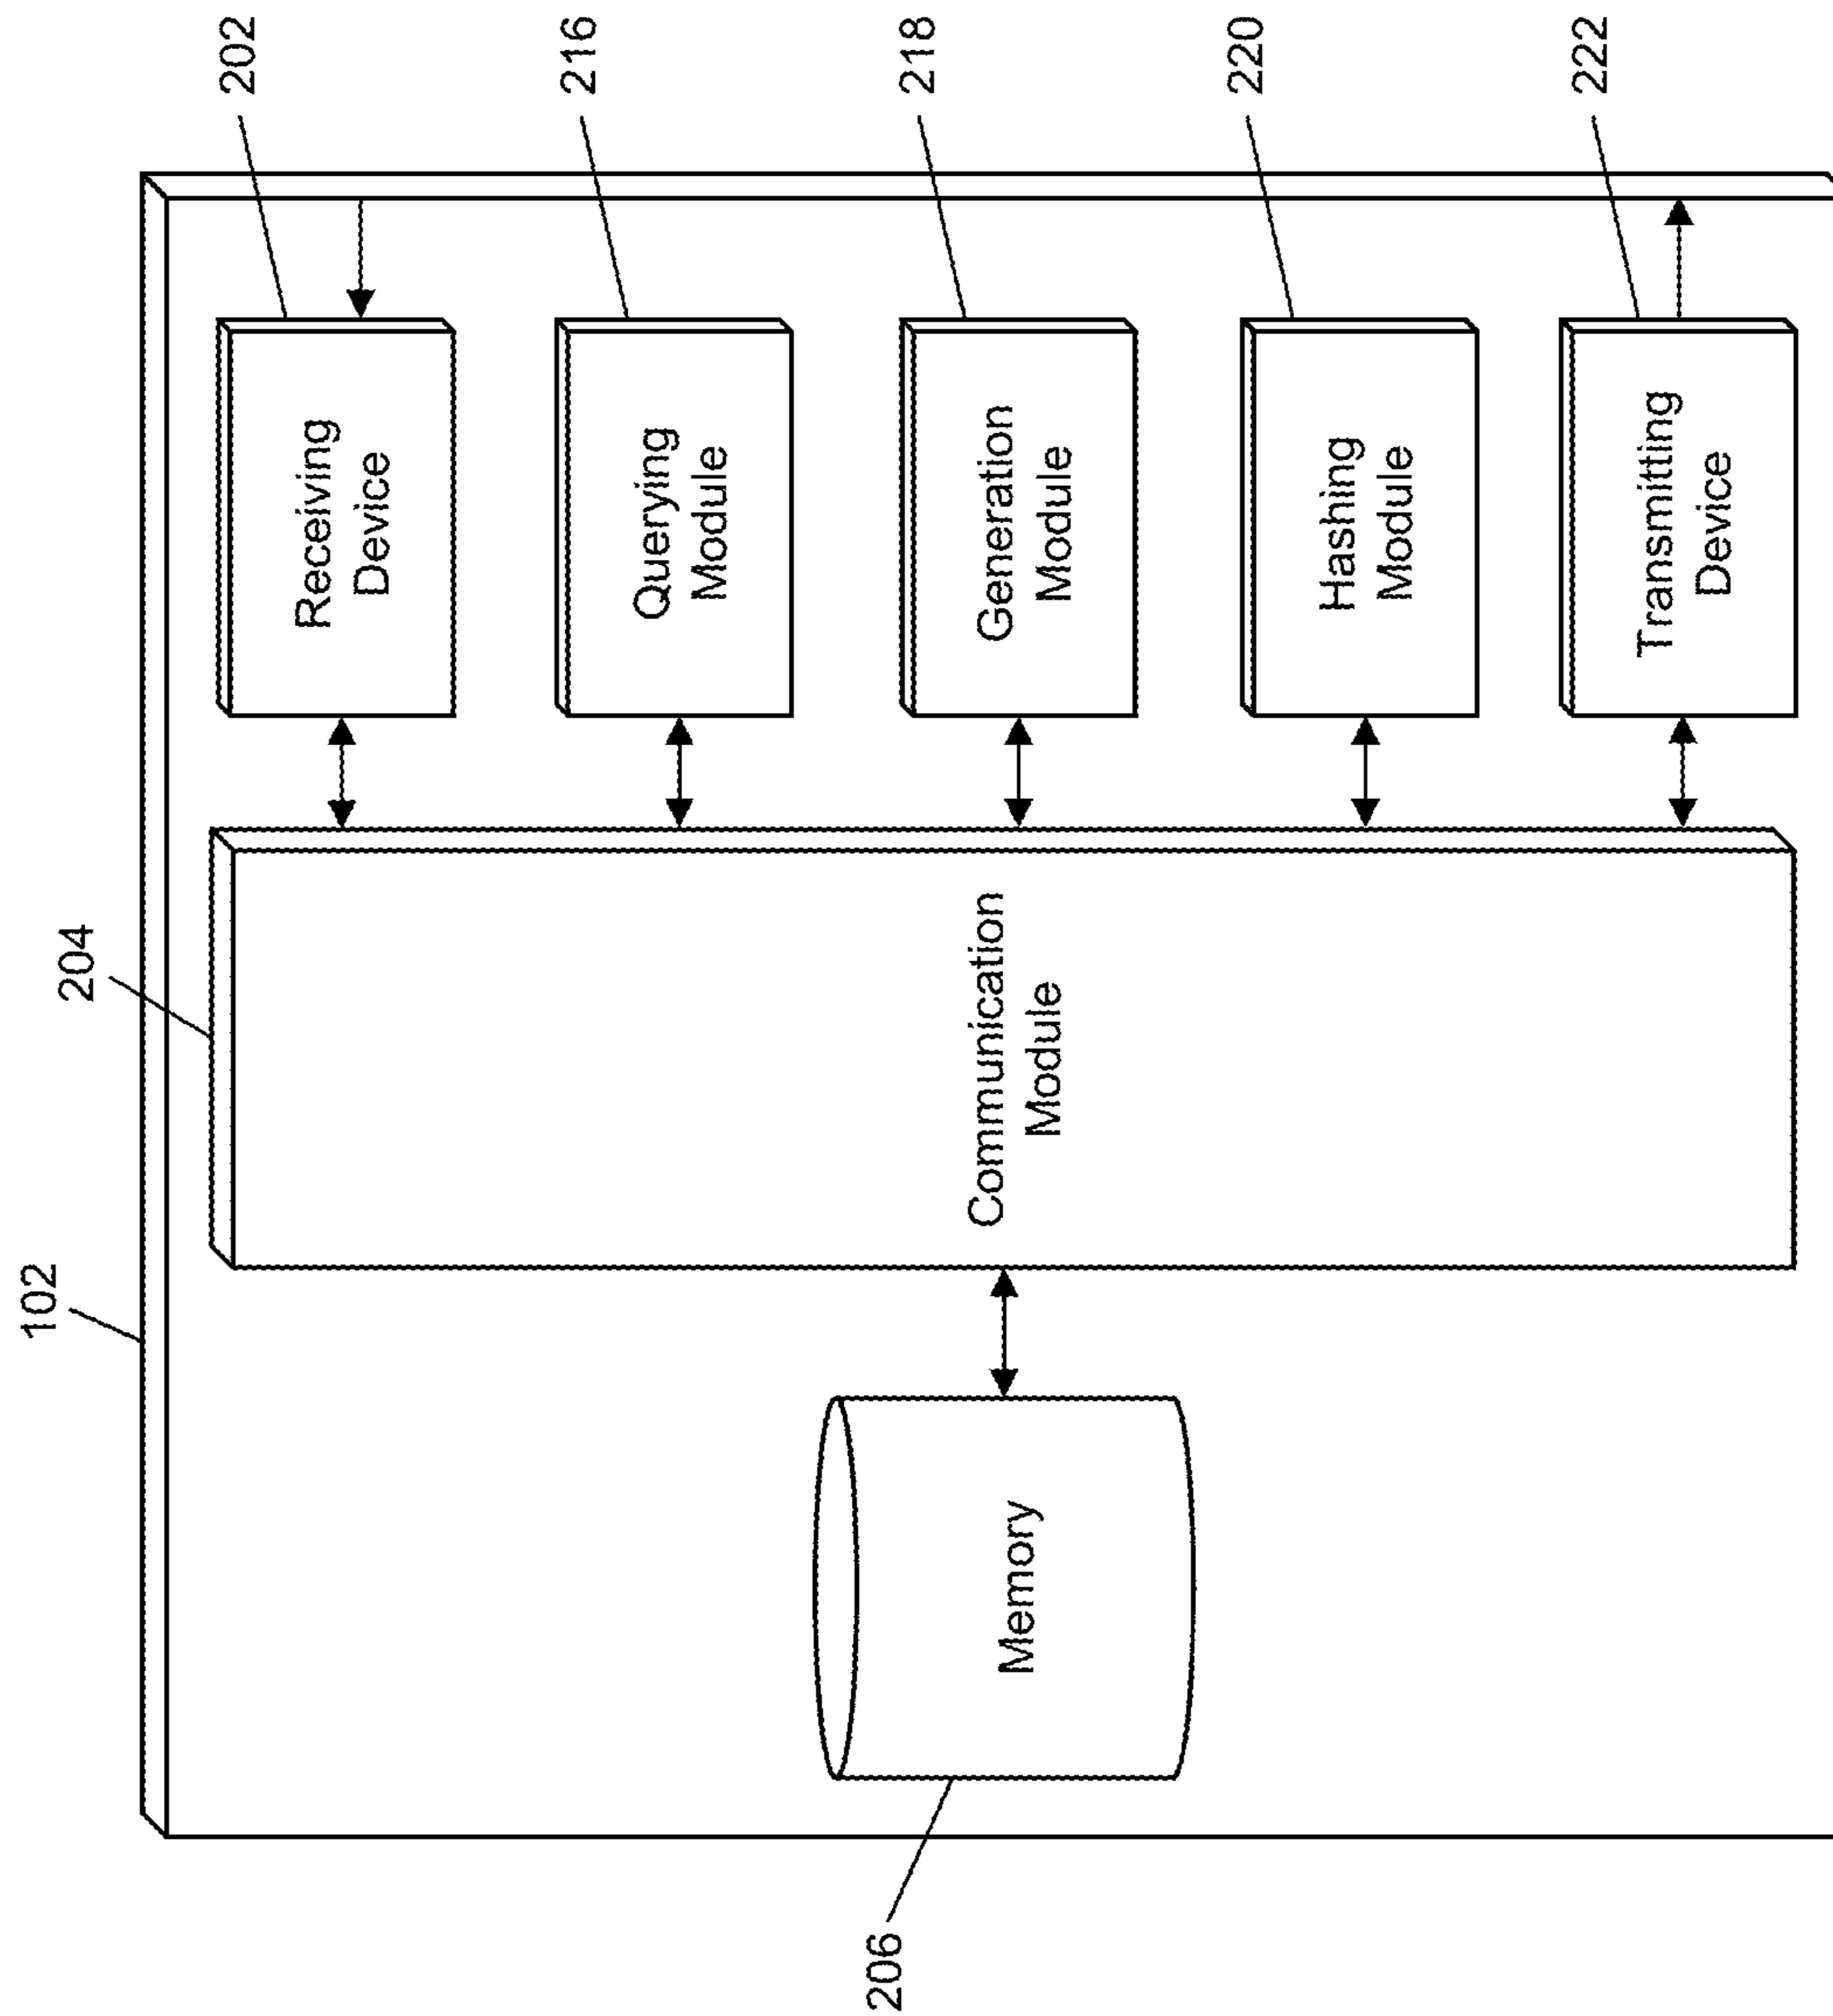 102
204
202
Receiving
Device
216
Querying
Module
206
Memory
Communication
Module
218
Generation
Module
220
Hashing
Module
222
Transmitting
Device